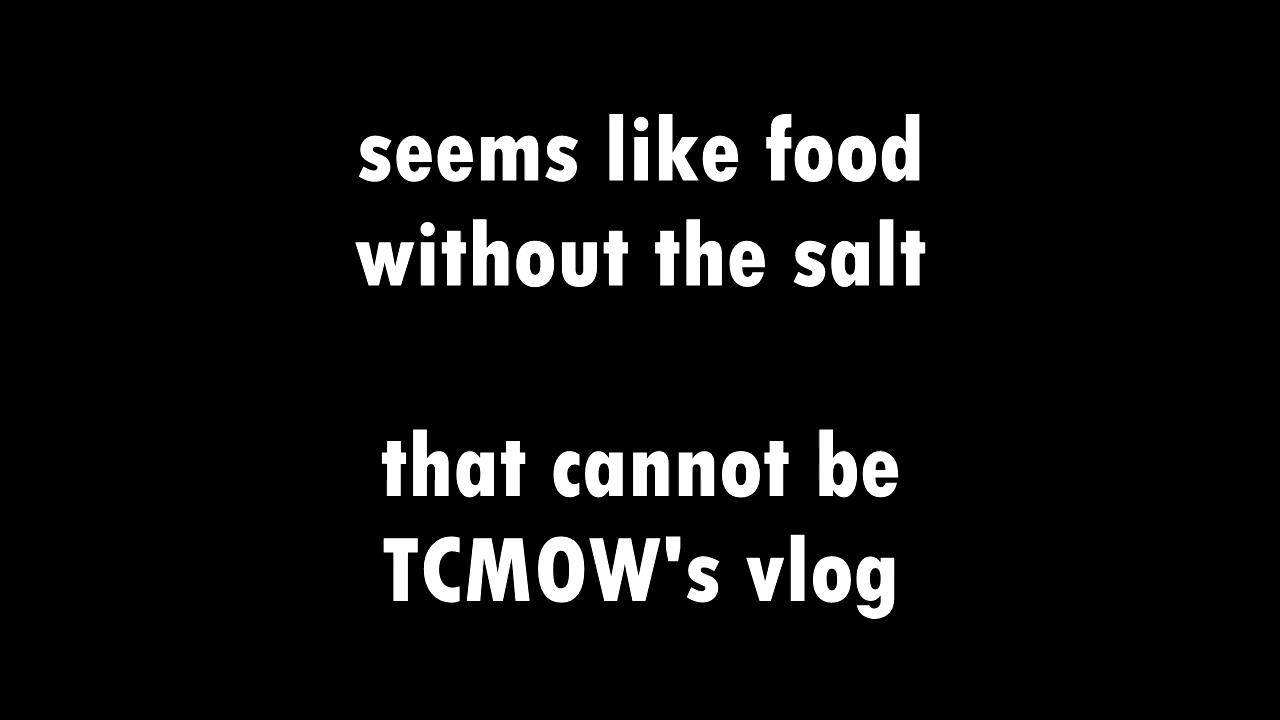 seems like food
without the salt
that cannot be
TCMOW's vlog